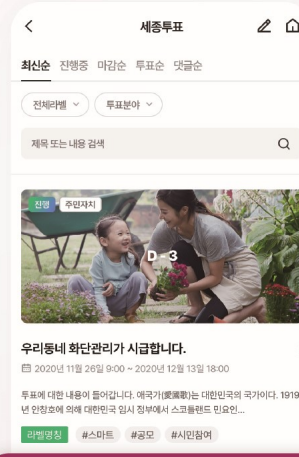 세종투표
최신순 진행중 마감순 투표순 댓글순
전체라벨 투표분야
제목 또는 내용 검색
진행 주민자치
D-3
우리동네 화단관리가 시급합니다.
2020년 11월 26일 9:00 ~ 2020년 12월 13일 18:00
투표에 대한 내용이 들어갑니다. 애국가(愛國歌)는 대한민국의 국가이다. 1919
년 안창호에 의해 대한민국 임시 정부에서 스코틀랜드 민요인...
라벨명칭 #스마트 #공모 #시민참여